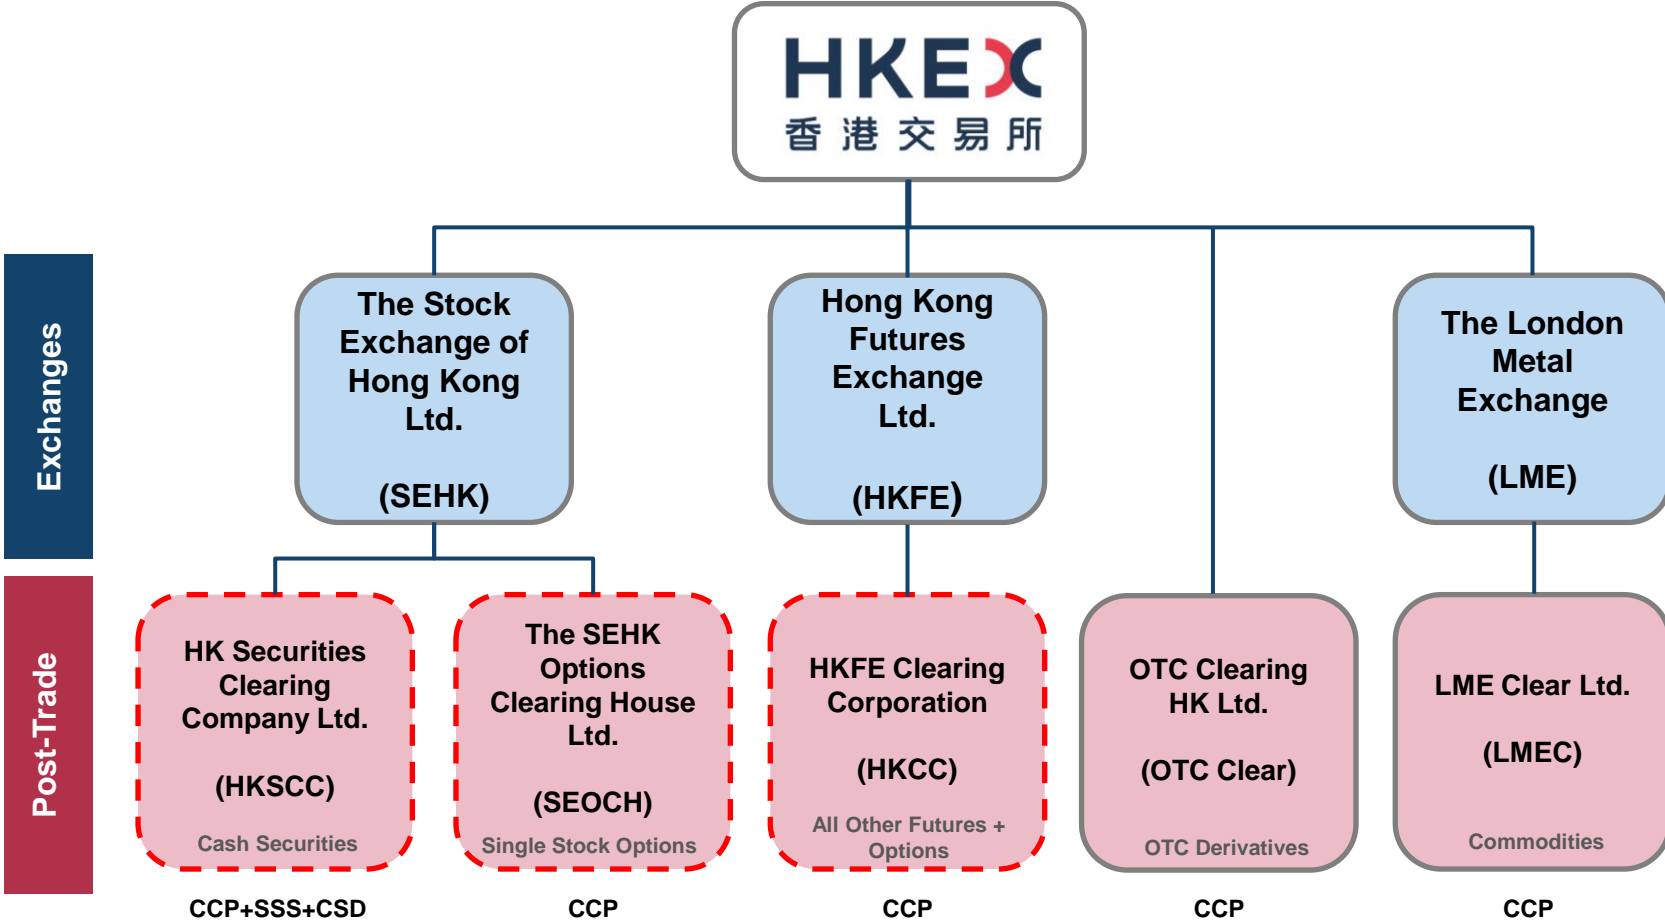 HKEX
香港交易所
Exchanges
The Stock
Exchange of
Hong Kong
Ltd.
(SEHK)
Hong Kong
Futures
Exchange
Ltd.
(HKFE)
The London
Metal
Exchange
(LME)
Post-Trade
HK Securities
Clearing
Company Ltd.
(HKSCC)
Cash Securities
The SEHK
Options
Clearing House
Ltd.
(SEOCH)
Single Stock Options
HKFE Clearing
Corporation
(HKCC)
All Other Futures +
Options
OTC Clearing
HK Ltd.
(OTC Clear)
OTC Derivatives
LME Clear Ltd.
(LMEC)
Commodities
CCP+SSS+CSD
CCP
CCP
CCP
CCP